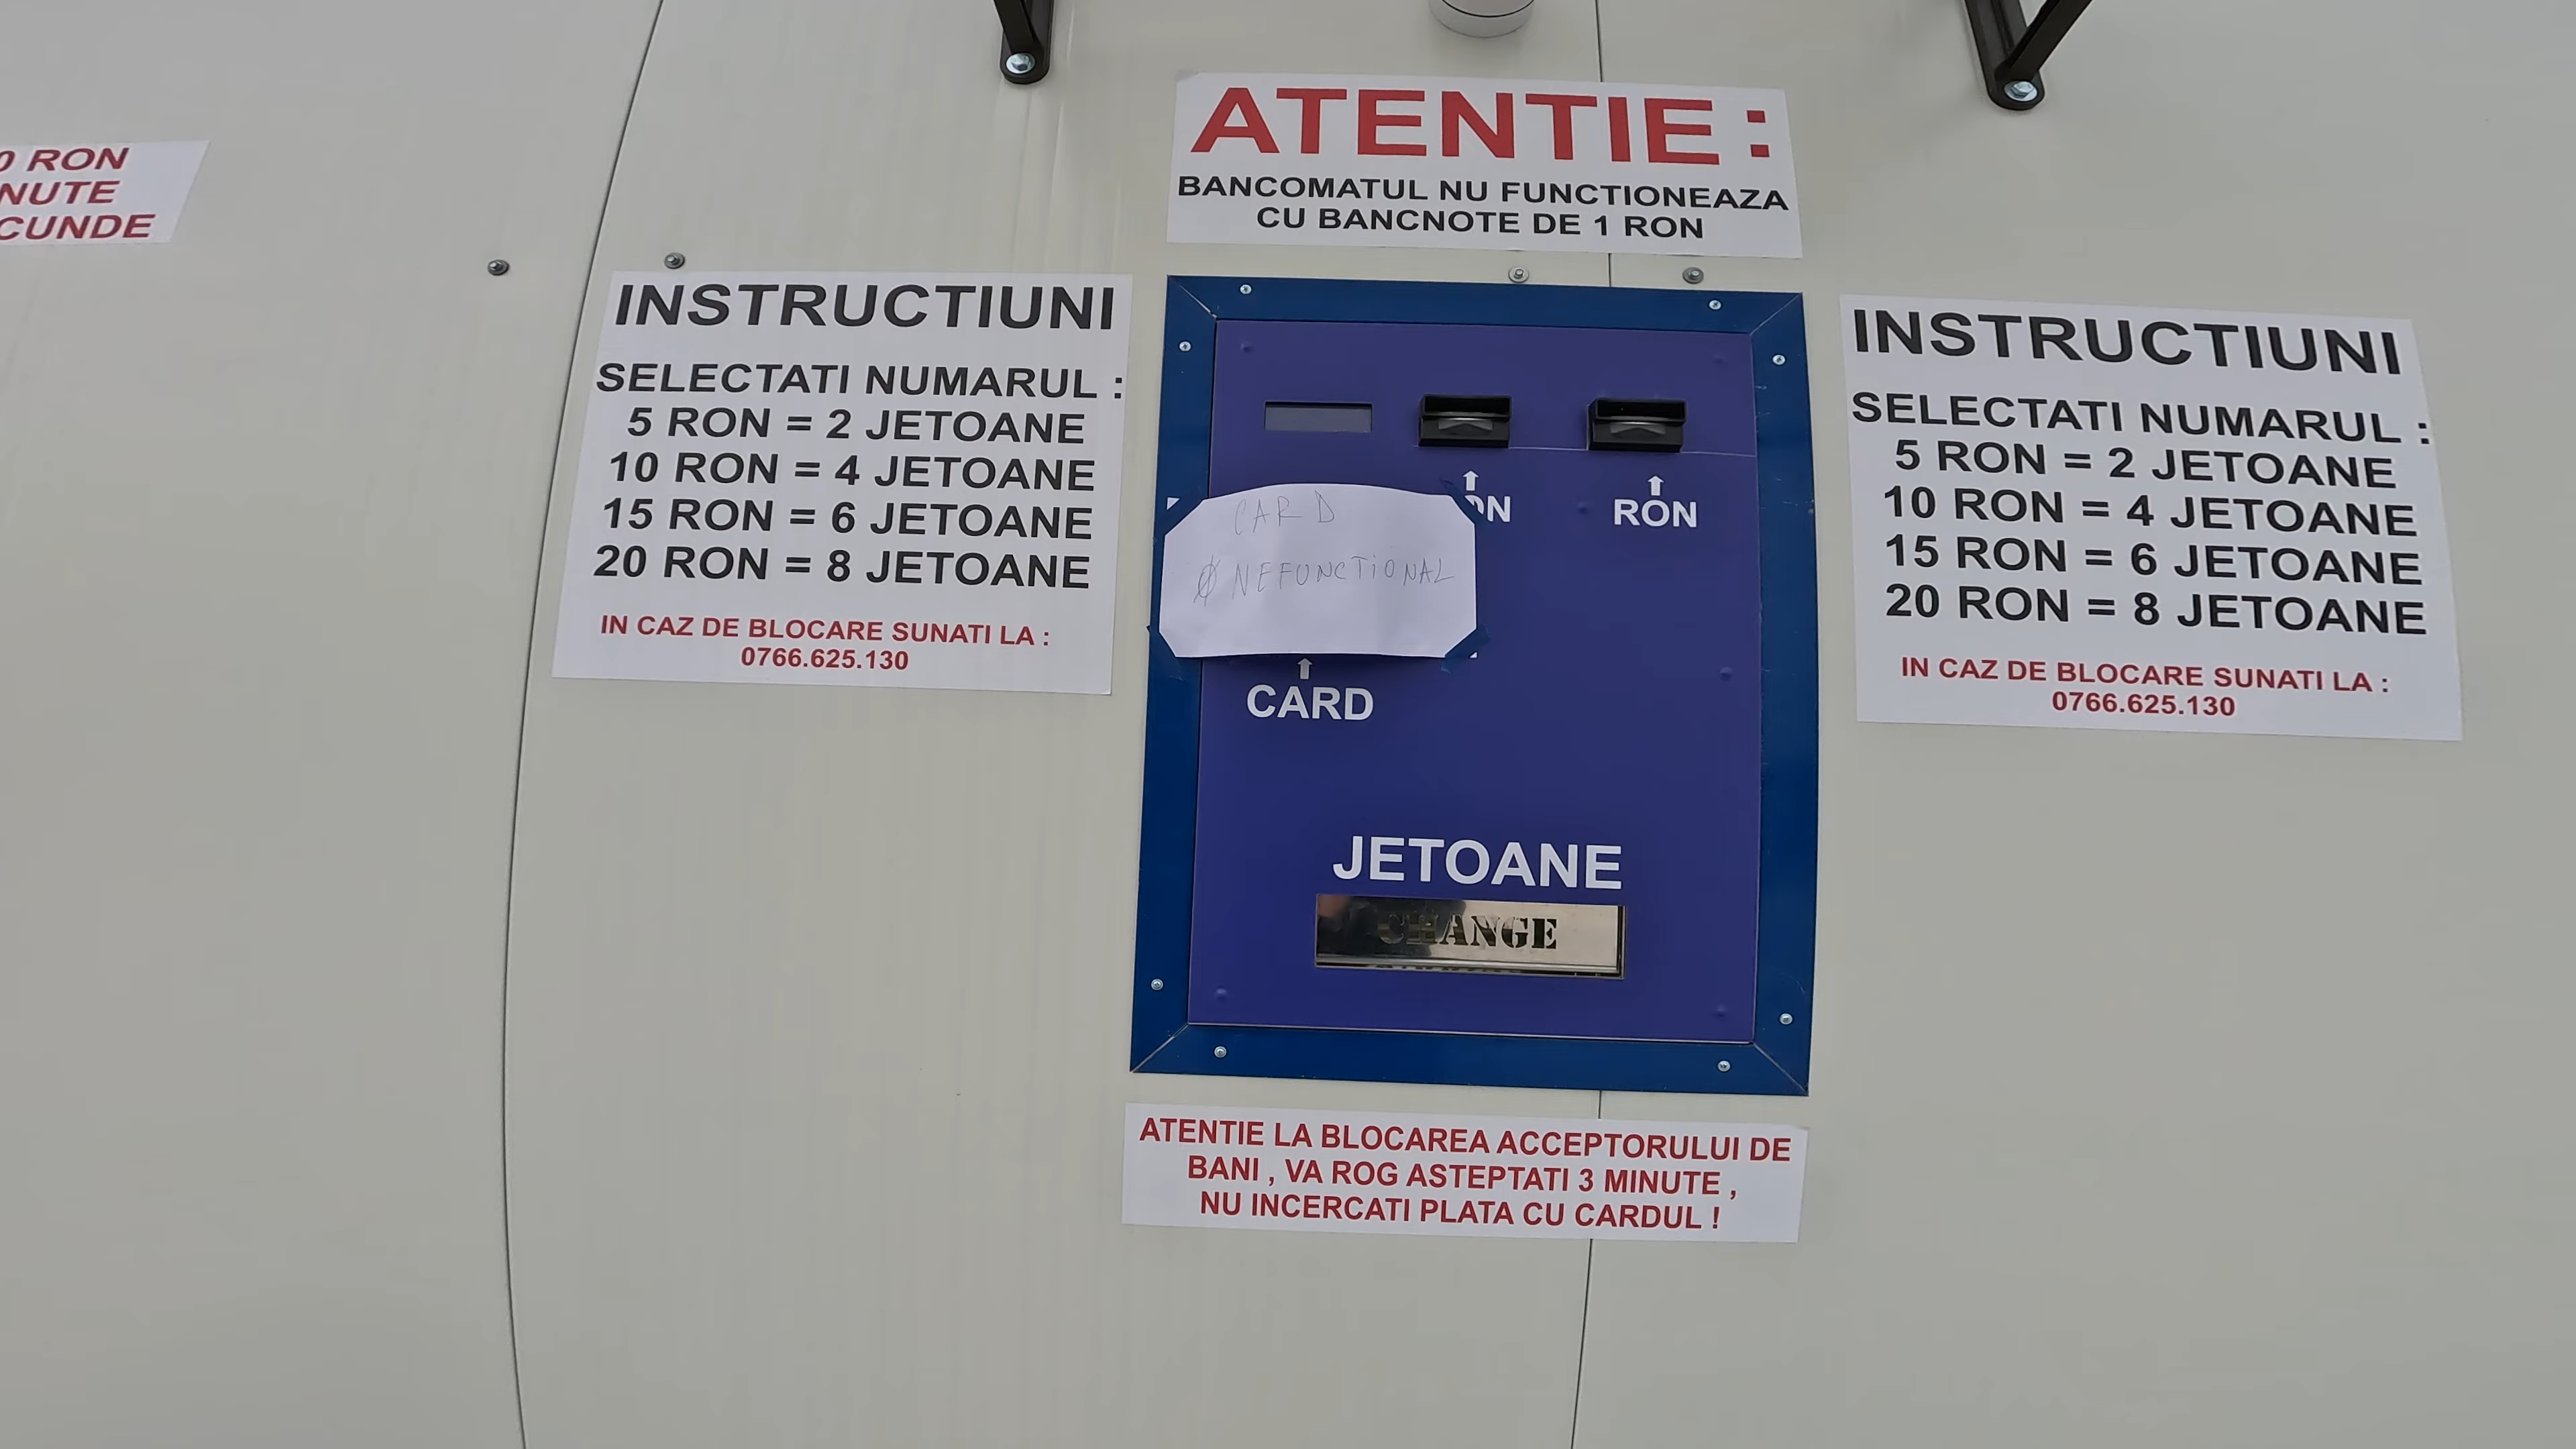 0 RON
NUTE
CUNDE
ATENTIE :
BANCOMATUL NU FUNCTIONEAZA
CU BANCNOTE DE 1 RON
INSTRUCTIUNI
SELECTATI NUMARUL :
5 RON = 2 JETOANE
10 RON = 4 JETOANE
15 RON = 6 JETOANE
20 RON = 8 JETOANE
IN CAZ DE BLOCARE SUNATI LA :
0766.625.130
RON
CARD
NEFUNCTIONAL
CARD
JETOANE
CHANGE
INSTRUCTIUNI
SELECTATI NUMARUL :
5 RON = 2 JETOANE
10 RON = 4 JETOANE
15 RON = 6 JETOANE
20 RON = 8 JETOANE
IN CAZ DE BLOCARE SUNATI LA :
0766.625.130
ATENTIE LA BLOCAREA ACCEPTORULUI DE
BANI , VA ROG ASTEPTATI 3 MINUTE ,
NU INCERCATI PLATA CU CARDUL !